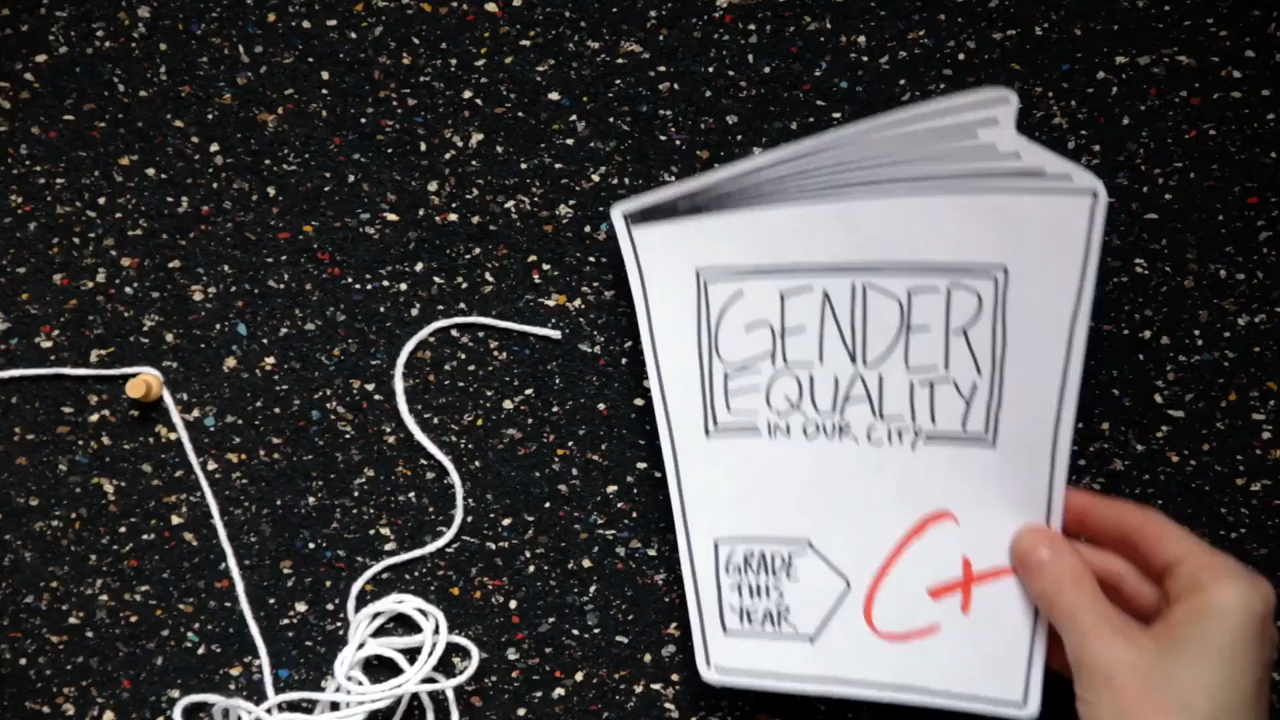 GENDER
EQUALITY
IN OUR CITY
GRADE
THIS
YEAR
C+